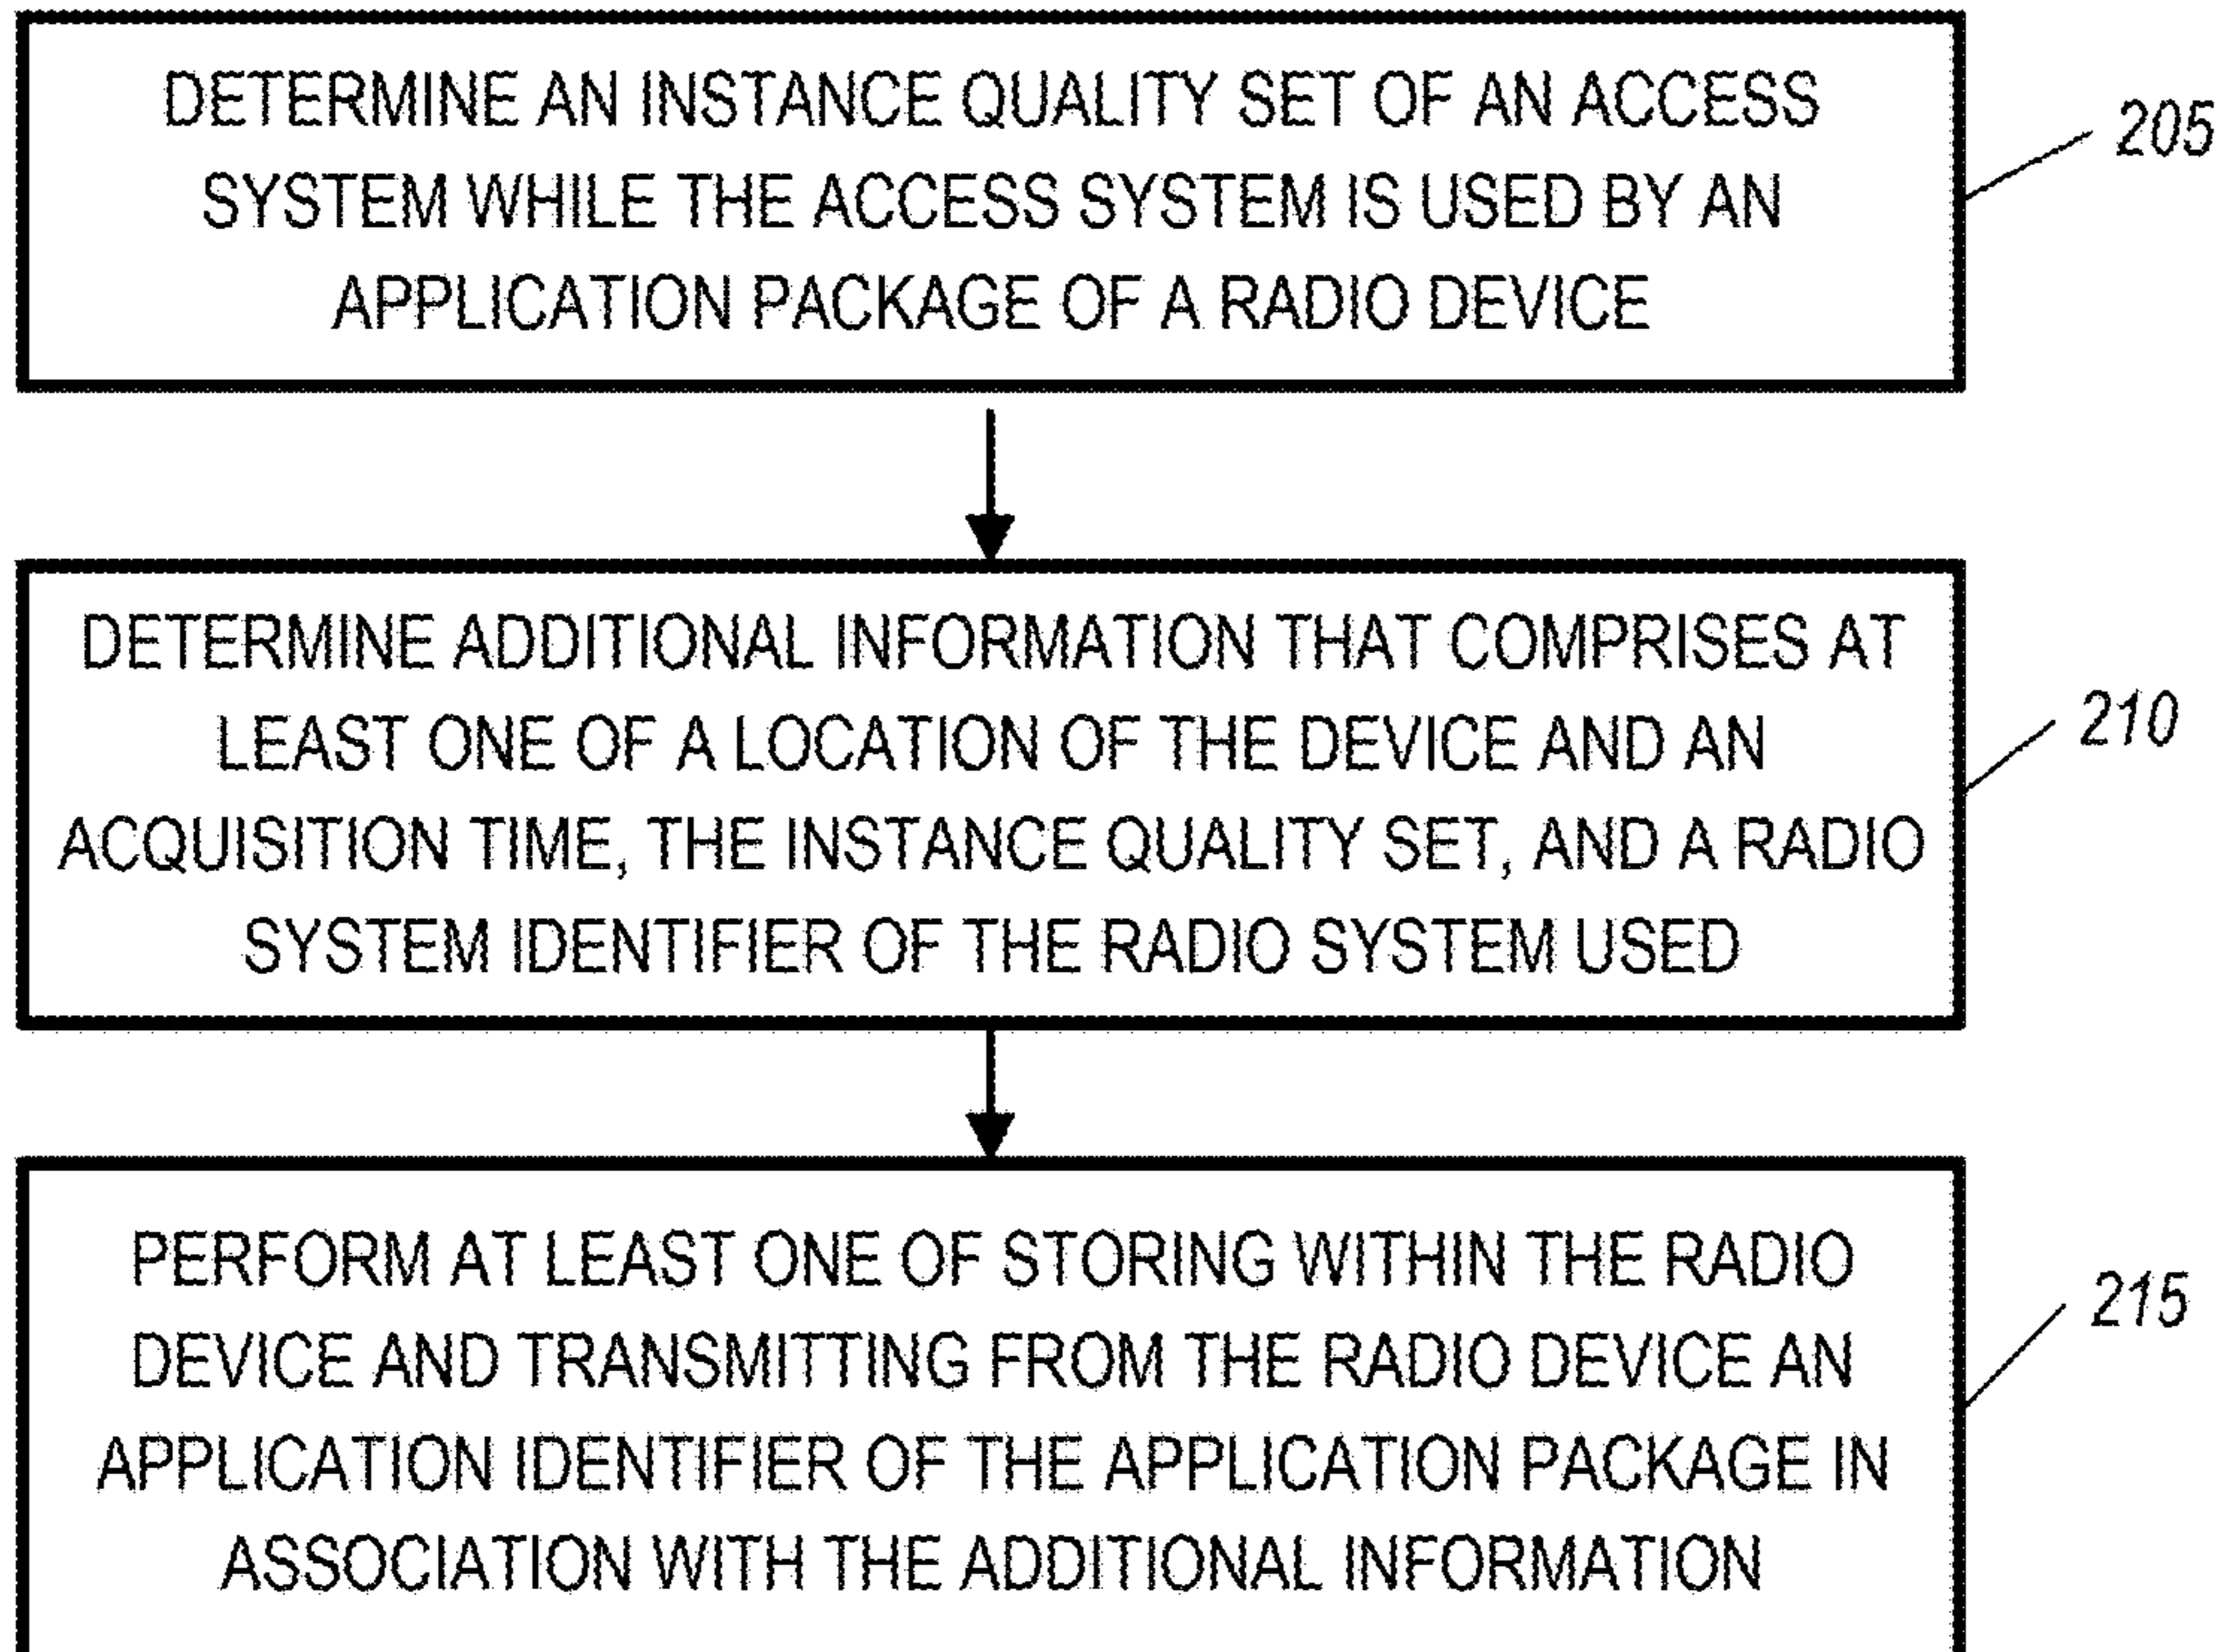 DETERMINE AN INSTANCE QUALITY SET OF AN ACCESS
SYSTEM WHILE THE ACCESS SYSTEM IS USED BY AN
APPLICATION PACKAGE OF A RADIO DEVICE
205
DETERMINE ADDITIONAL INFORMATION THAT COMPRISES AT
LEAST ONE OF A LOCATION OF THE DEVICE AND AN
ACQUISITION TIME, THE INSTANCE QUALITY SET, AND A RADIO
SYSTEM IDENTIFIER OF THE RADIO SYSTEM USED
210
PERFORM AT LEAST ONE OF STORING WITHIN THE RADIO
DEVICE AND TRANSMITTING FROM THE RADIO DEVICE AN
APPLICATION IDENTIFIER OF THE APPLICATION PACKAGE IN
ASSOCIATION WITH THE ADDITIONAL INFORMATION
215